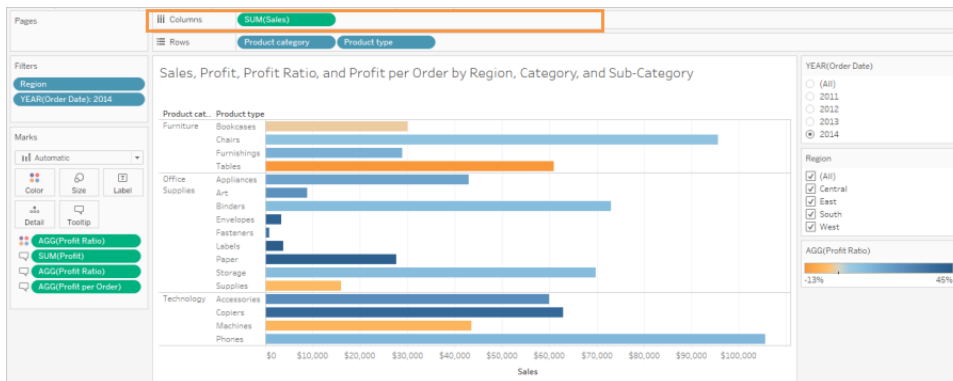 Pages
Columns
SUM(Sales)
Rows
Product category
Product type
Filters
Region
YEAR(Order Date): 2014
Marks
Automatic
Color
Size
Label
Detail
Tooltip
AGG(Profit Ratio)
SUM(Profit)
AGG(Profit Ratio)
AGG(Profit per Order)
Sales, Profit, Profit Ratio, and Profit per Order by Region, Category, and Sub-Category
Product cat.. Product type
Furniture
Bookcases
Chairs
Furnishings
Tables
Office
Supplies
Appliances
Art
Binders
Envelopes
Fasteners
Labels
Paper
Storage
Supplies
Technology
Accessories
Copiers
Machines
Phones
$0 $10,000 $20,000 $30,000 $40,000 $50,000 $60,000 $70,000 $80,000 $90,000 $100,000
Sales
YEAR(Order Date)
(All)
2011
2012
2013
2014
Region
(All)
Central
East
South
West
AGG(Profit Ratio)
-13% 45%